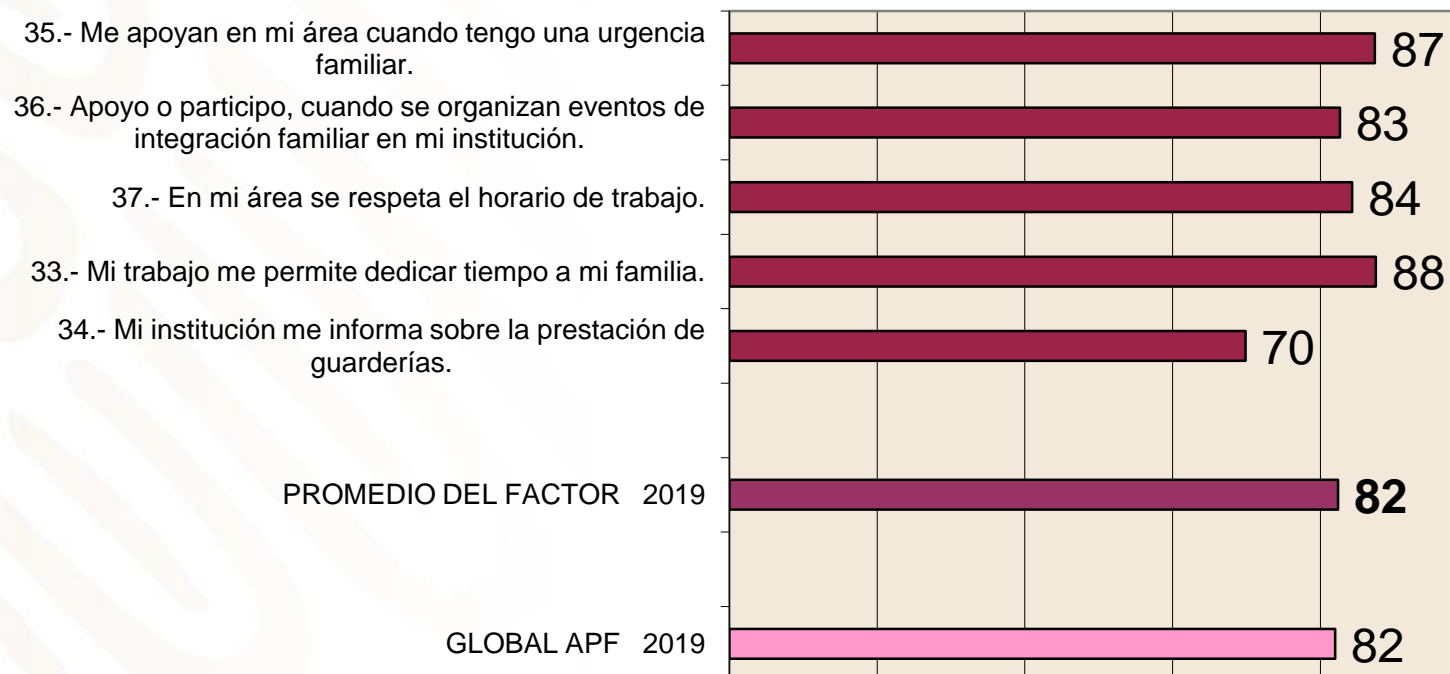 35.- Me apoyan en mi área cuando tengo una urgencia
familiar.
87
36.- Apoyo o participo, cuando se organizan eventos de
integración familiar en mi institución.
83
37.- En mi área se respeta el horario de trabajo.
84
33.- Mi trabajo me permite dedicar tiempo a mi familia.
88
34.- Mi institución me informa sobre la prestación de
guarderías.
70
PROMEDIO DEL FACTOR 2019
82
GLOBAL APF 2019
82